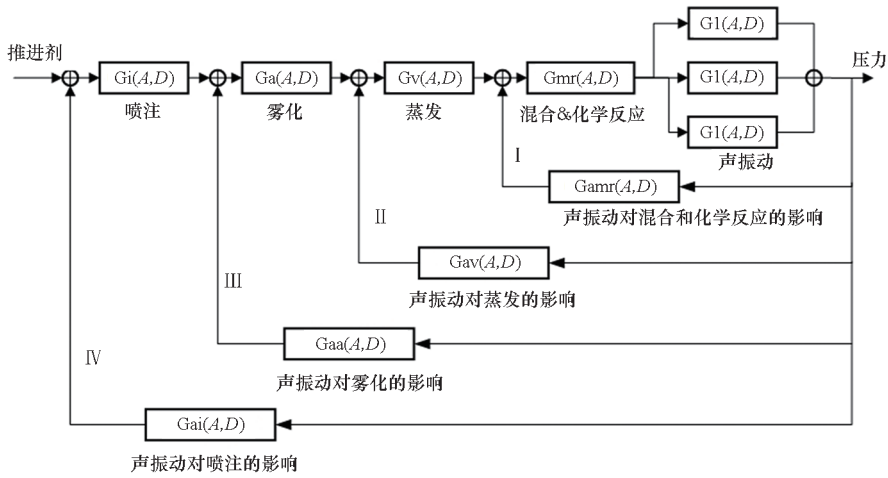 G1(A,D)
推进剂
压力
Gi(A,D)
Ga(A,D)
Gv(A,D)
Gmr(A,D)
G1(A,D)
喷注
雾化
蒸发
混合&化学反应
G1(A,D)
声振动
Ⅰ
Gamr(A,D)
声振动对混合和化学反应的影响
Ⅱ
Gav(A,D)
声振动对蒸发的影响
Ⅲ
Gaa(A,D)
声振动对雾化的影响
Ⅳ
Gai(A,D)
声振动对喷注的影响